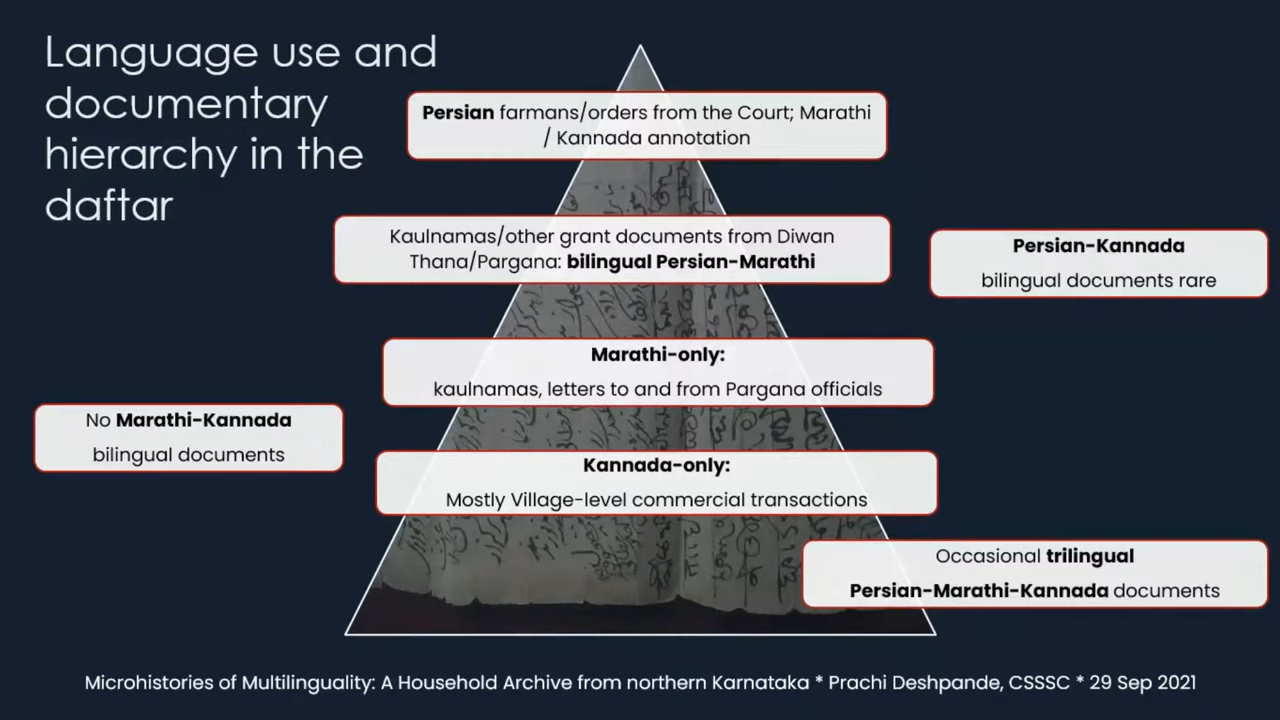 Language use and
documentary
hierarchy in the
daftar
Persian farmans/orders from the Court; Marathi
/ Kannada annotation
Kaulnamas/other grant documents from Diwan
Thana/Pargana: bilingual Persian-Marathi
Persian-Kannada
bilingual documents rare
Marathi-only:
kaulnamas, letters to and from Pargana officials
No Marathi-Kannada
bilingual documents
Kannada-only:
Mostly Village-level commercial transactions
Occasional trilingual
Persian-Marathi-Kannada documents
Microhistories of Multilinguality: A Household Archive from northern Karnataka * Prachi Deshpande, CSSSC * 29 Sep 2021